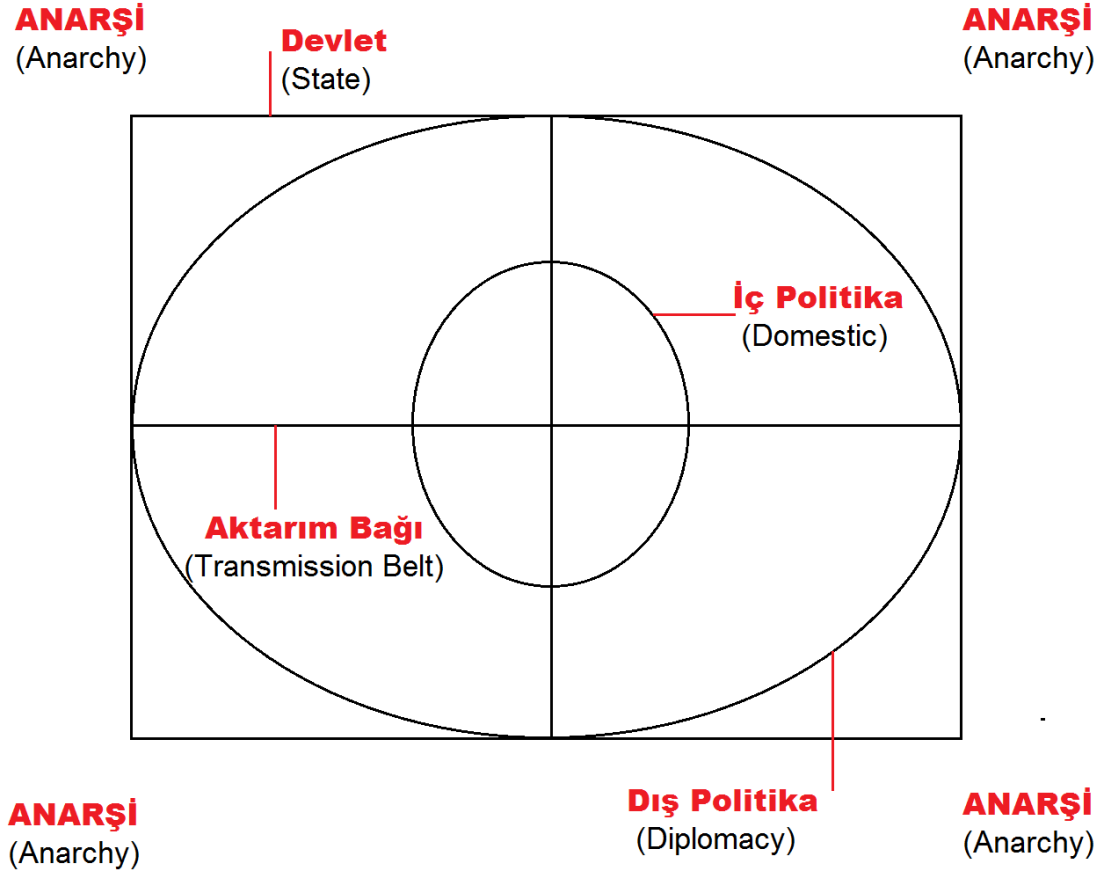 ANARŞİ
(Anarchy)
Devlet
(State)
ANARŞİ
(Anarchy)
İç Politika
(Domestic)
Aktarım Bağı
(Transmission Belt)
ANARŞİ
(Anarchy)
Dış Politika
(Diplomacy)
ANARŞİ
(Anarchy)